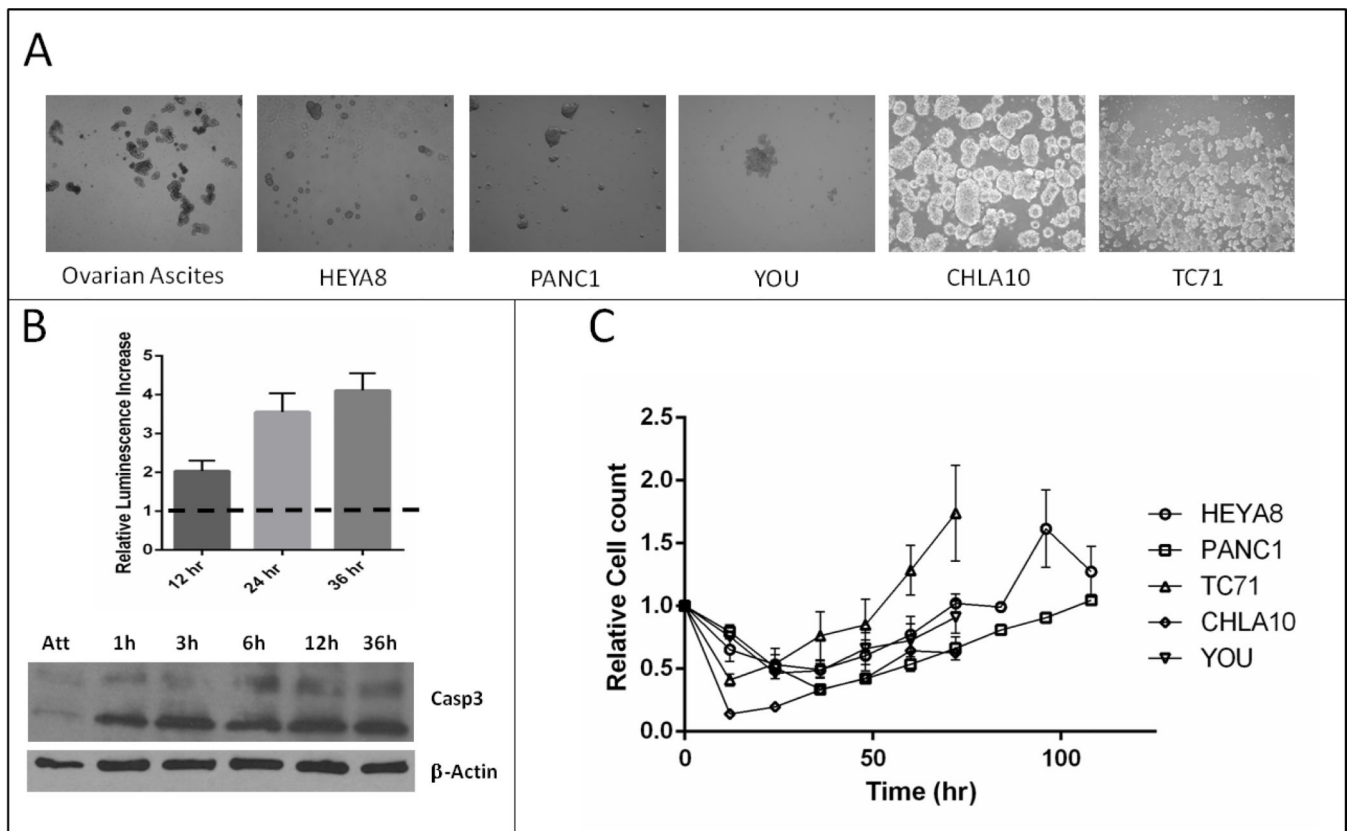 A
Ovarian Ascites
HEYA8
PANC1
YOU
CHLA10
TC71
B
Relative Luminescence Increase
5
4
3
2
1
0
12 hr
24 hr
36 hr
Att
1h
3h
6h
12h
36h
Casp3
β-Actin
C
Relative Cell count
2.5
2.0
1.5
1.0
0.5
0.0
0
50
100
Time (hr)
HEYA8
PANC1
TC71
CHLA10
YOU